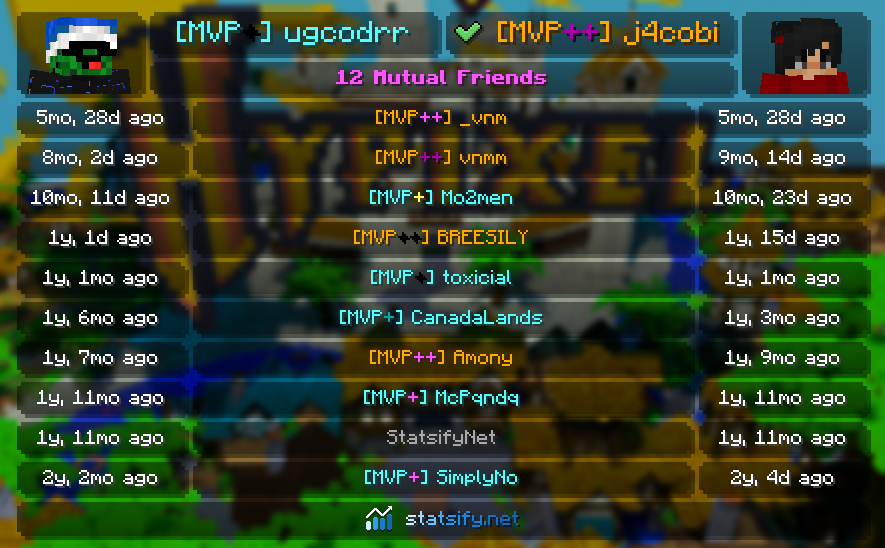 [MVP+] ugcodrr ✔ [MVP++] j4cobi
12 Mutual Friends
5mo, 28d ago [MVP++] _vnm 5mo, 28d ago
8mo, 2d ago [MVP++] vnmm 9mo, 14d ago
10mo, 11d ago [MVP+] Mo2men 10mo, 23d ago
1y, 1d ago [MVP++] BREESILY 1y, 15d ago
1y, 1mo ago [MVP+] toxicial 1y, 1mo ago
1y, 6mo ago [MVP+] CanadaLands 1y, 3mo ago
1y, 7mo ago [MVP++] Amony 1y, 9mo ago
1y, 11mo ago [MVP+] McPqndq 1y, 11mo ago
1y, 11mo ago StatsifyNet 1y, 11mo ago
2y, 2mo ago [MVP+] SimplyNo 2y, 4d ago
statsify.net